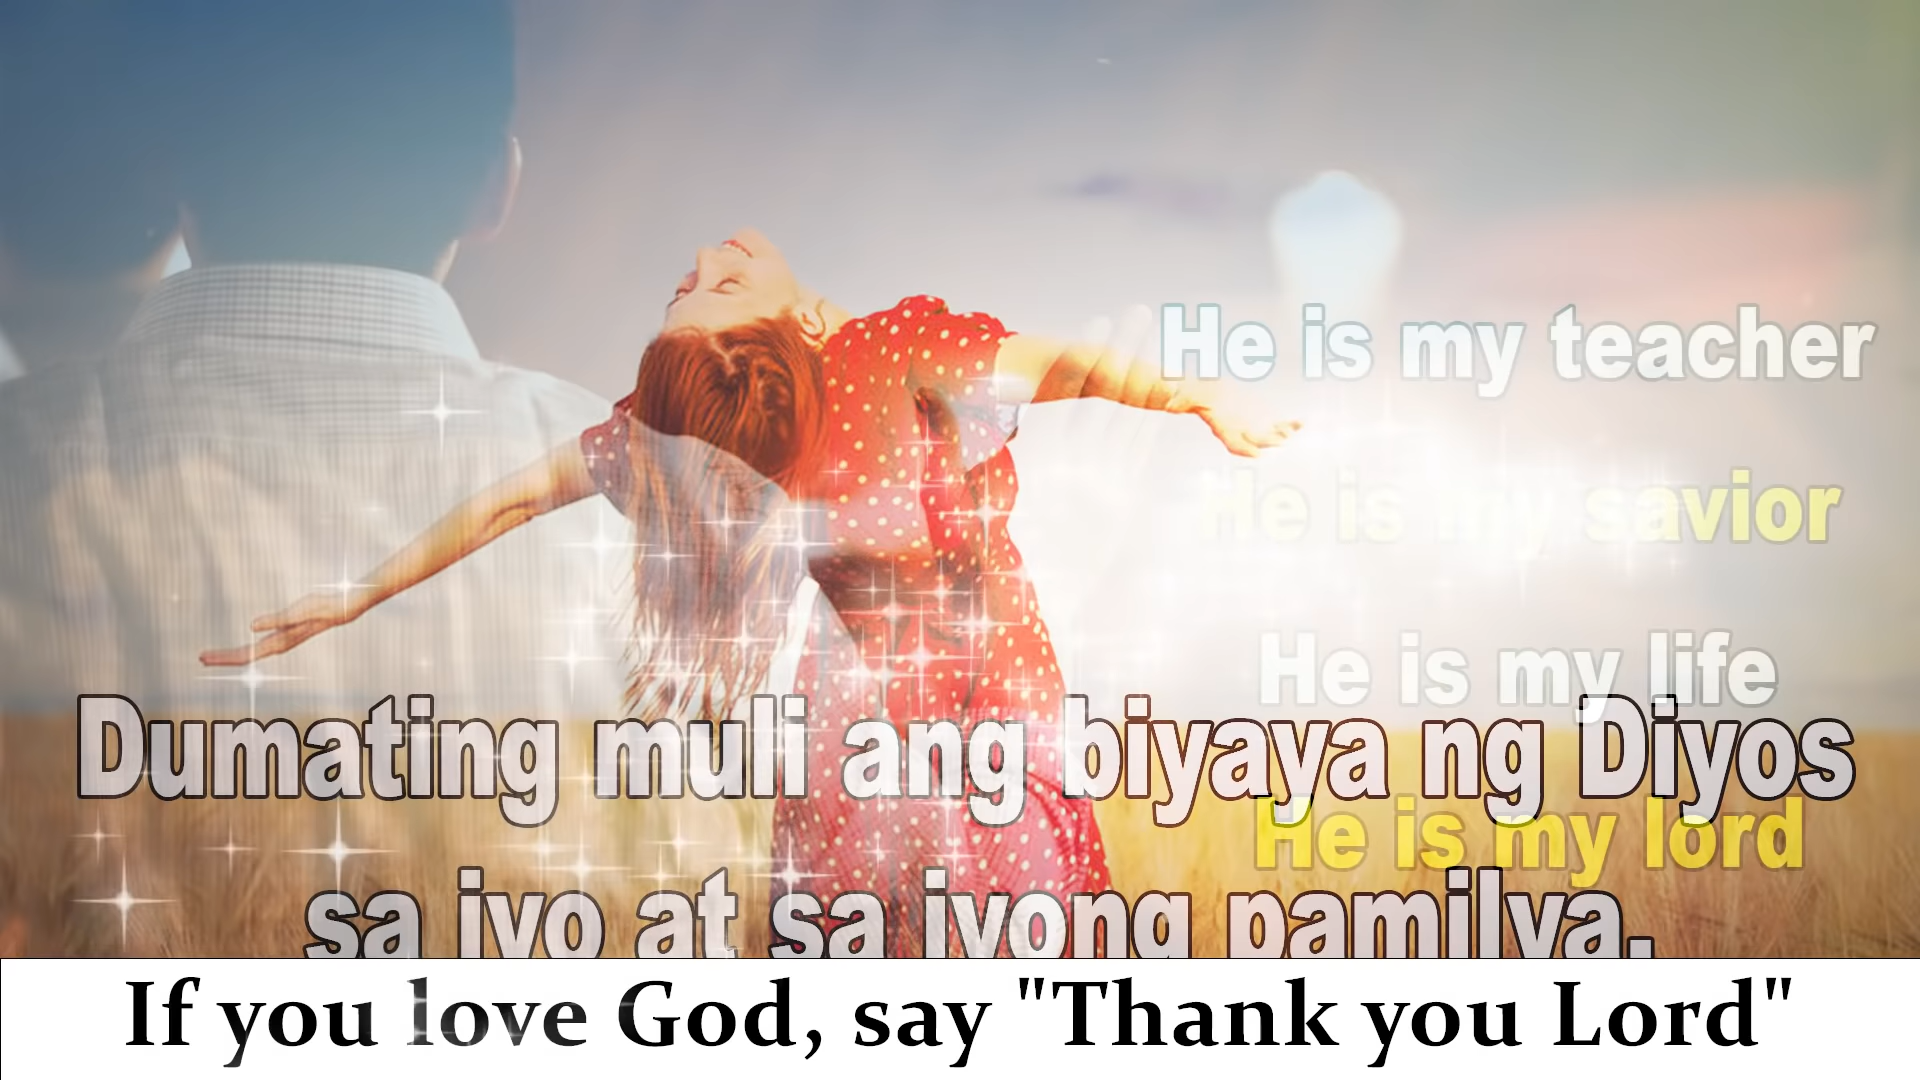 He is my teacher
He is my savior
He is my life
Dumating muli ang biyaya ng Diyos
He is my lord
sa iyo at sa iyong pamilya.
If you love God, say "Thank you Lord"